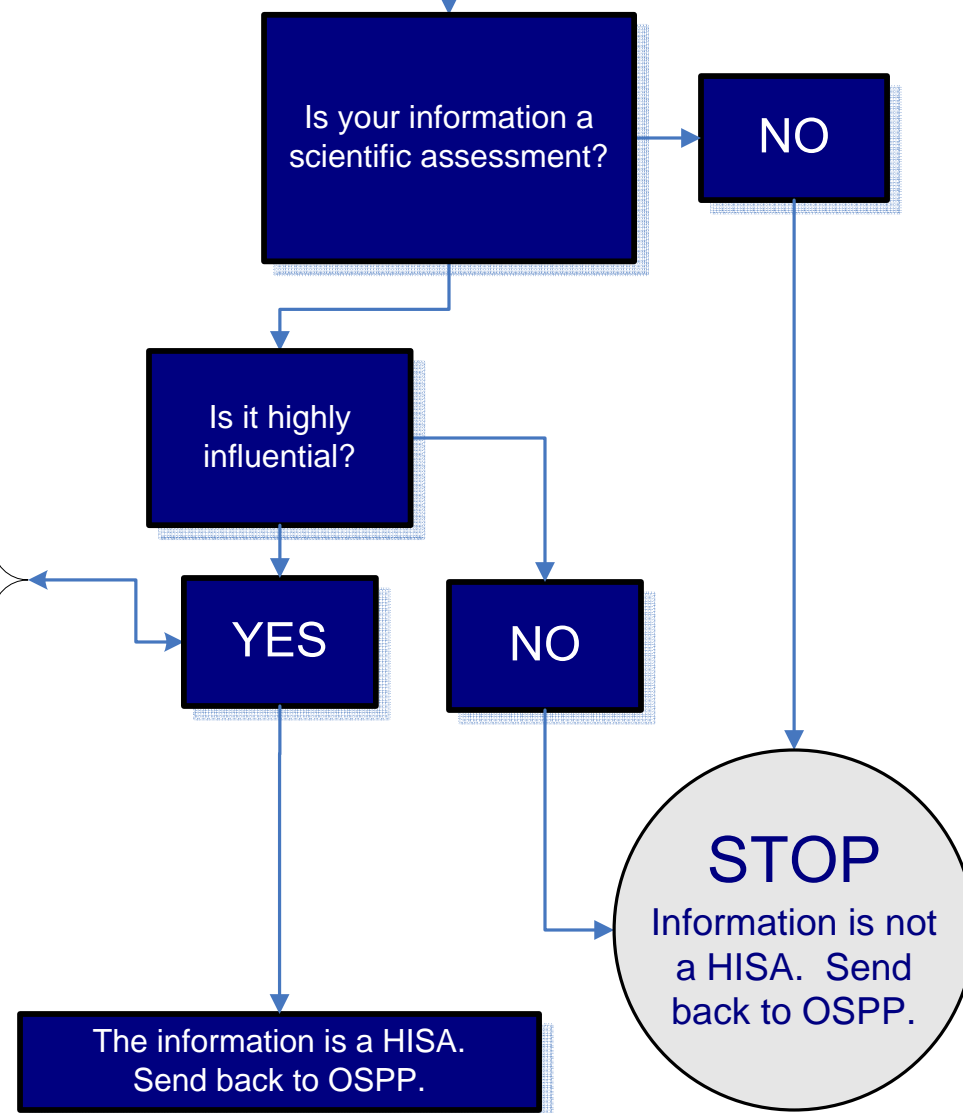 Is your information a
scientific assessment?
NO
Is it highly
influential?
YES
NO
STOP
Information is not
a HISA. Send
back to OSPP.
The information is a HISA.
Send back to OSPP.